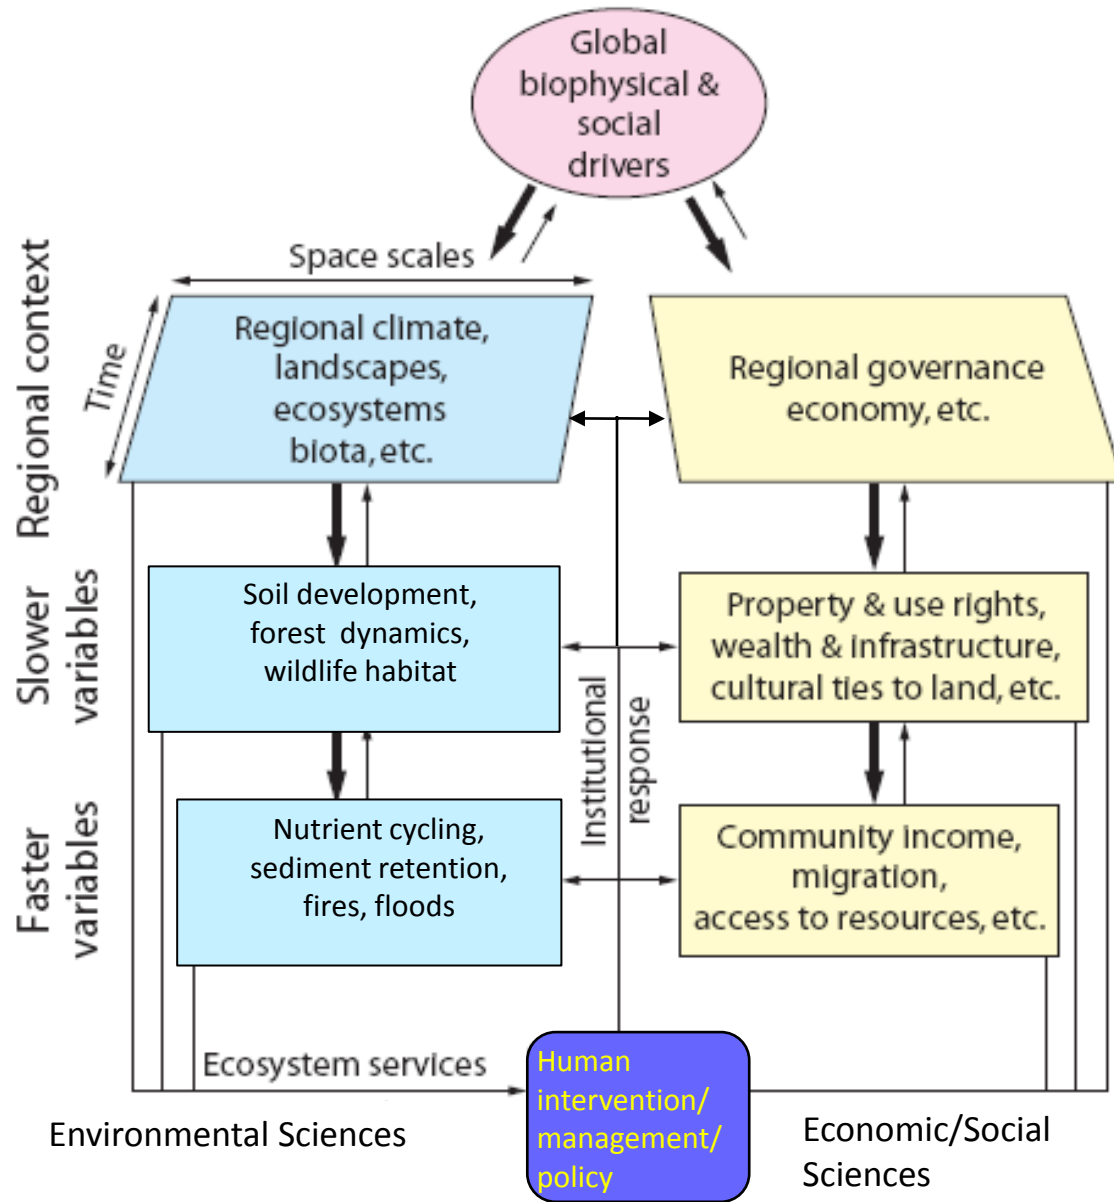 Global
biophysical &
social
drivers
Space scales
Time
Regional context
Regional climate,
landscapes,
ecosystems
biota, etc.
Regional governance
economy, etc.
Slower
variables
Soil development,
forest dynamics,
wildlife habitat
Property & use rights,
wealth & infrastructure,
cultural ties to land, etc.
Institutional
response
Faster
variables
Nutrient cycling,
sediment retention,
fires, floods
Community income,
migration,
access to resources, etc.
Ecosystem services
Human
intervention/
management/
policy
Environmental Sciences
Economic/Social
Sciences